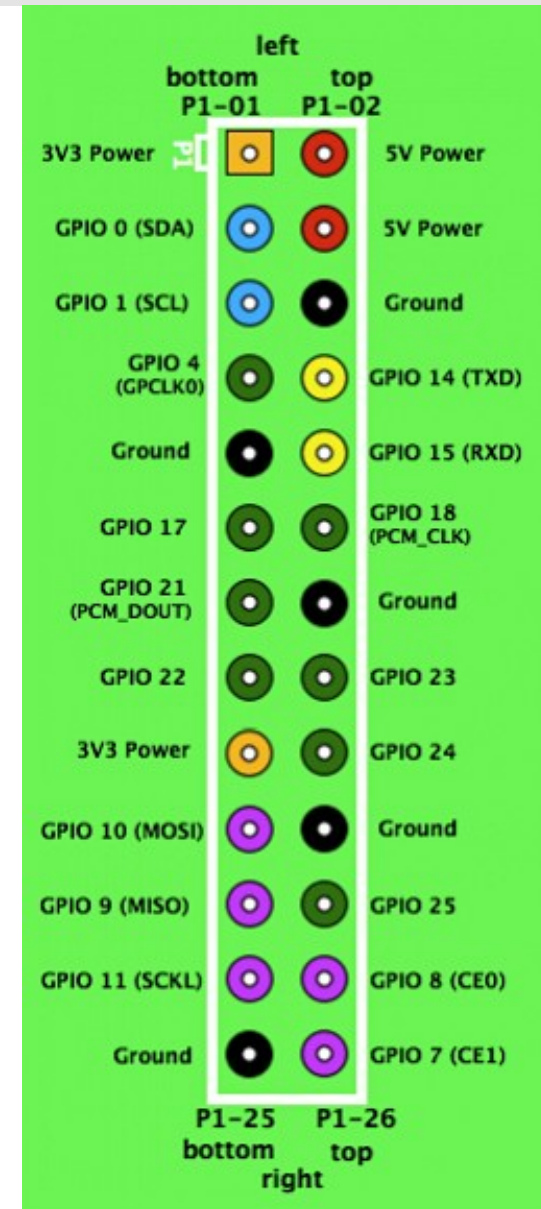 left
bottom top
P1-01 P1-02
3V3 Power P1 5V Power
GPIO 0 (SDA) 5V Power
GPIO 1 (SCL) Ground
GPIO 4
(GPCLK0) GPIO 14 (TXD)
Ground GPIO 15 (RXD)
GPIO 17 GPIO 18
(PCM_CLK)
GPIO 21
(PCM_DOUT) Ground
GPIO 22 GPIO 23
3V3 Power GPIO 24
GPIO 10 (MOSI) Ground
GPIO 9 (MISO) GPIO 25
GPIO 11 (SCKL) GPIO 8 (CE0)
Ground GPIO 7 (CE1)
P1-25 P1-26
bottom top
right